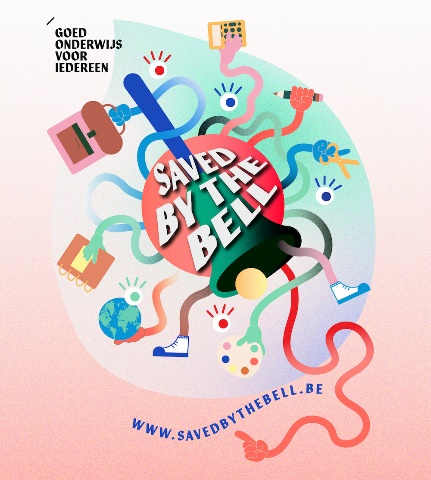 GOED
ONDERWIJS
VOOR
IEDEREEN
SAVED
BY THE
BELL
WWW.SAVEDBYTHEBELL.BE